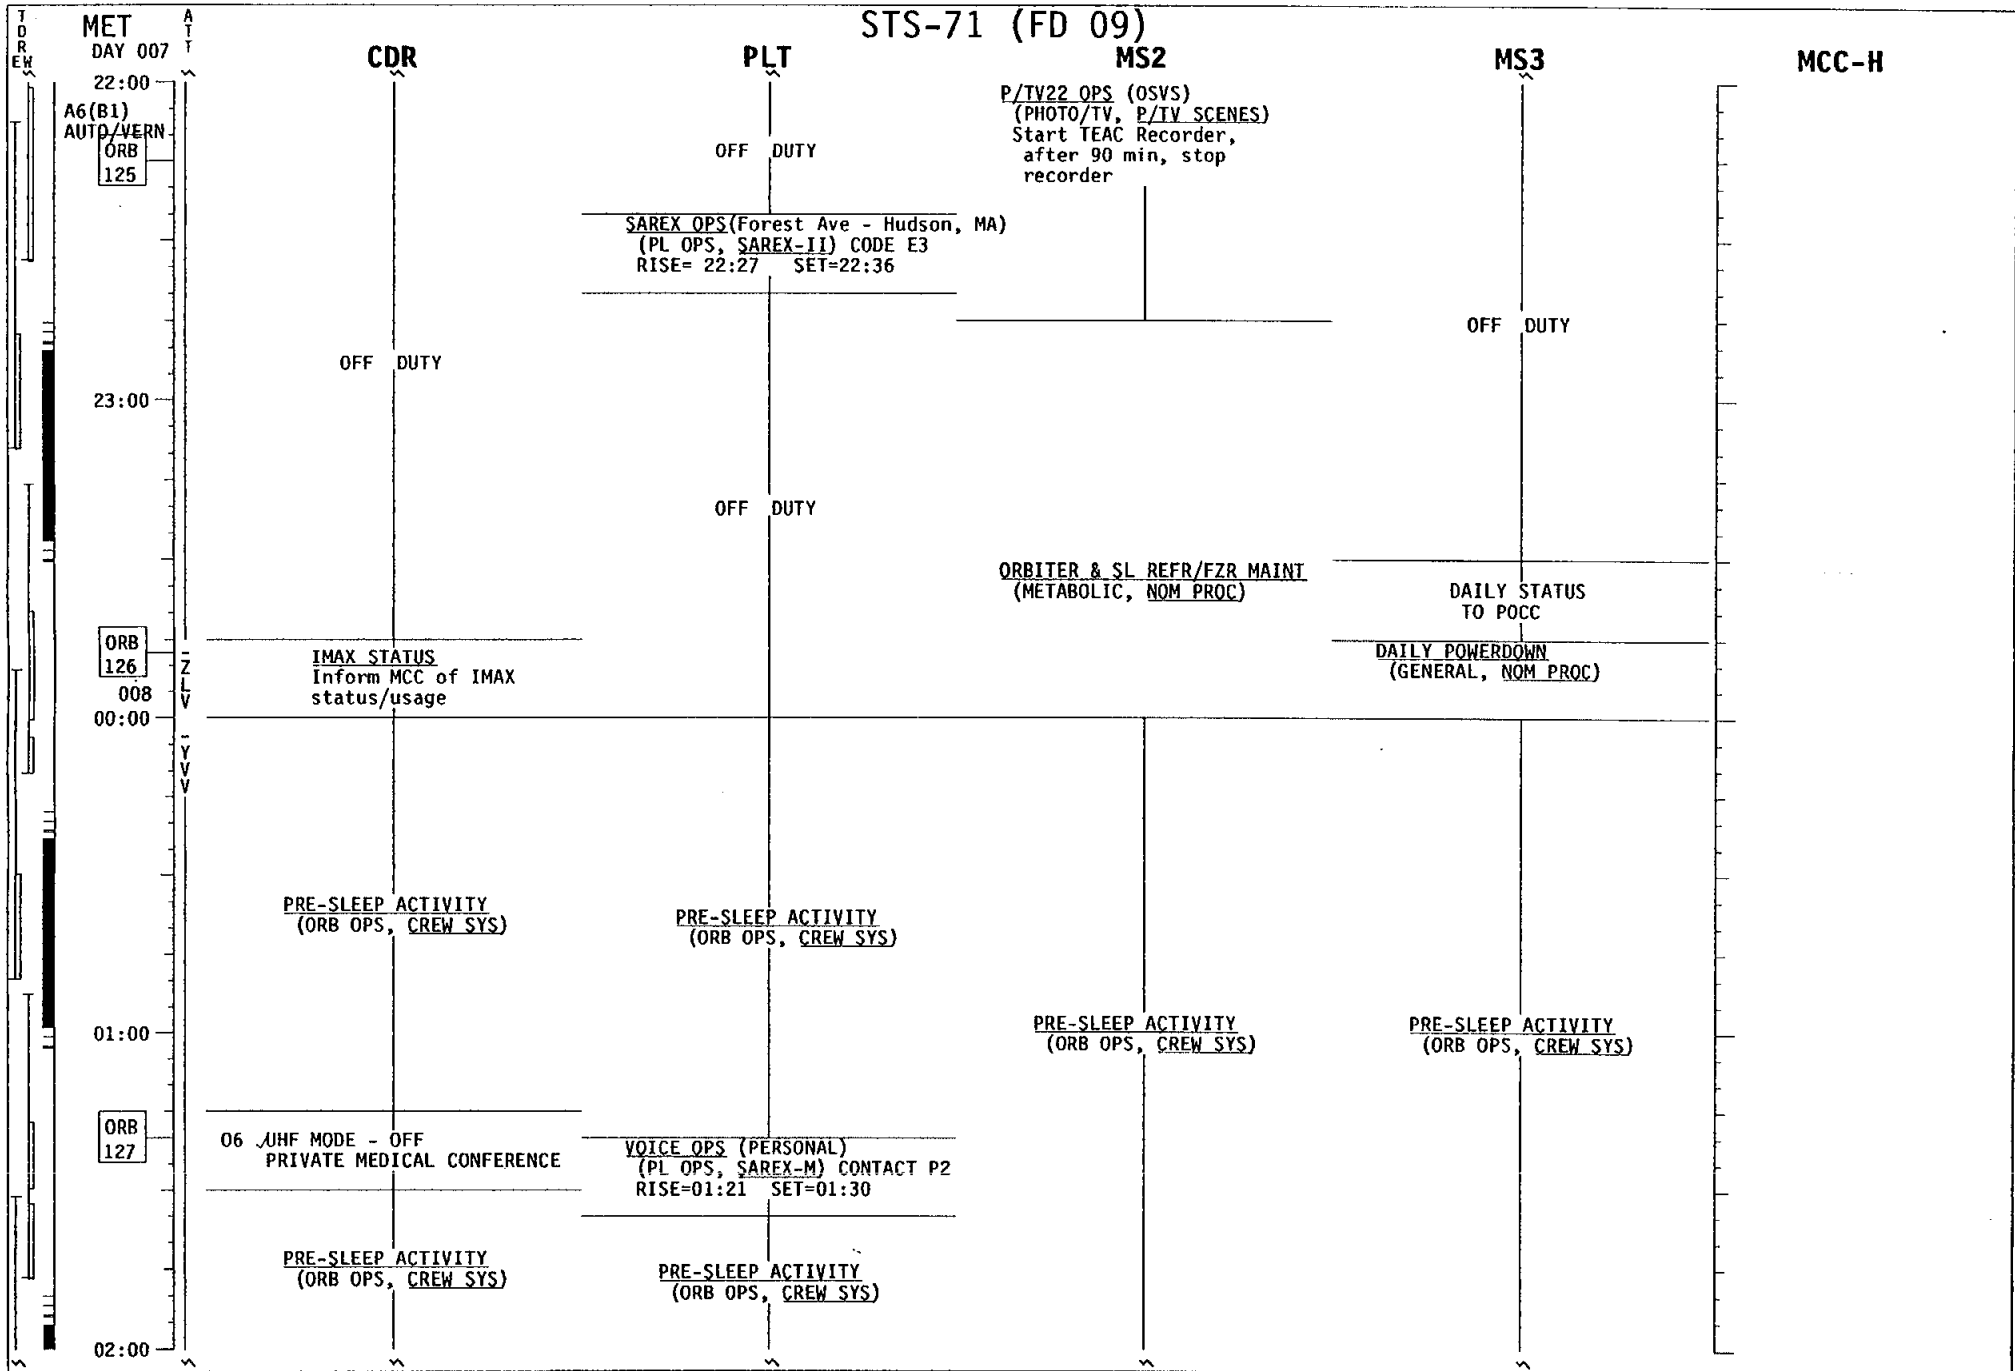 STS-71 (FD 09)
TDRE W
MET
DAY 007
ATT
CDR
PLT
MS2
MS3
MCC-H
22:00
A6(B1)
AUTO/VERN
ORB
125
23:00
ORB
126
008
00:00
01:00
ORB
127
02:00
-ZLV
-YVV
OFF DUTY
IMAX STATUS
Inform MCC of IMAX
status/usage
PRE-SLEEP ACTIVITY
(ORB OPS, CREW SYS)
O6 √UHF MODE - OFF
PRIVATE MEDICAL CONFERENCE
PRE-SLEEP ACTIVITY
(ORB OPS, CREW SYS)
OFF DUTY
SAREX OPS(Forest Ave - Hudson, MA)
(PL OPS, SAREX-II) CODE E3
RISE= 22:27 SET=22:36
OFF DUTY
PRE-SLEEP ACTIVITY
(ORB OPS, CREW SYS)
VOICE OPS (PERSONAL)
(PL OPS, SAREX-M) CONTACT P2
RISE=01:21 SET=01:30
PRE-SLEEP ACTIVITY
(ORB OPS, CREW SYS)
P/TV22 OPS (OSVS)
(PHOTO/TV, P/TV SCENES)
Start TEAC Recorder,
after 90 min, stop
recorder
ORBITER & SL REFR/FZR MAINT
(METABOLIC, NOM PROC)
PRE-SLEEP ACTIVITY
(ORB OPS, CREW SYS)
OFF DUTY
DAILY STATUS
TO POCC
DAILY POWERDOWN
(GENERAL, NOM PROC)
PRE-SLEEP ACTIVITY
(ORB OPS, CREW SYS)